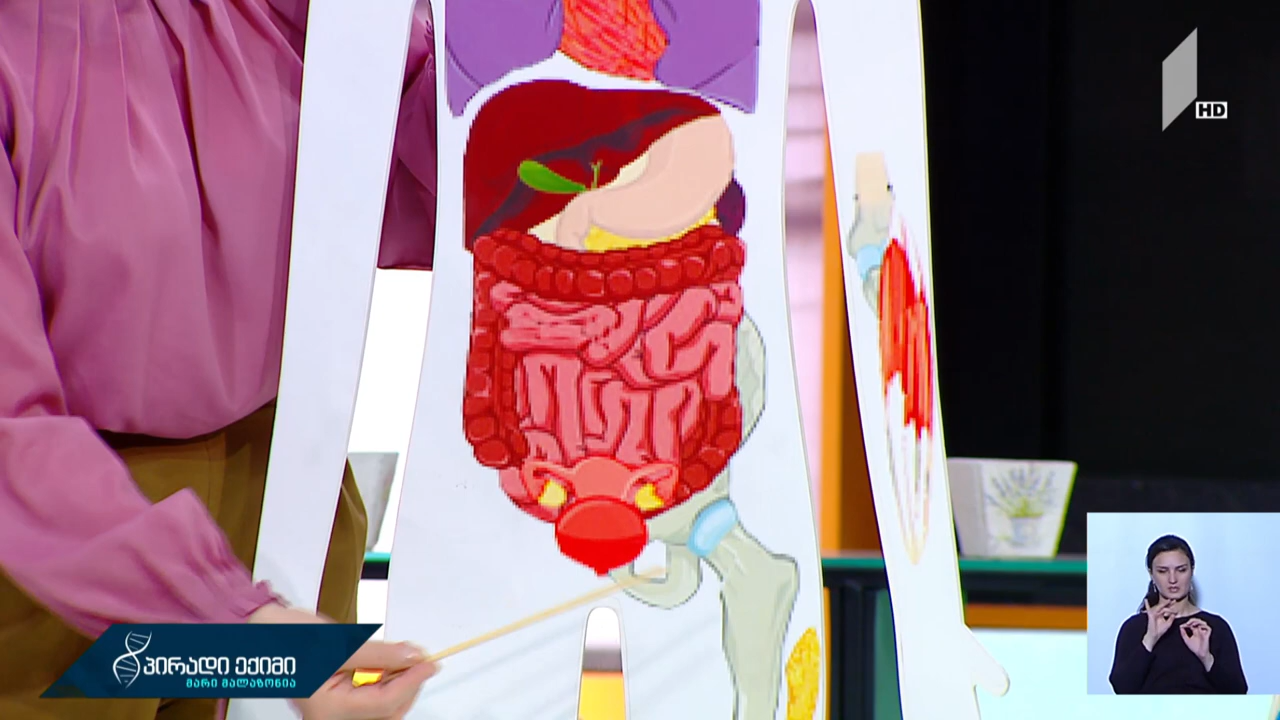 HD
ᲞᲘᲠᲐᲓᲘ ᲔᲥᲘᲛᲘ
ᲛᲐᲠᲘ ᲛᲐᲚᲐᲖᲝᲜᲘᲐ